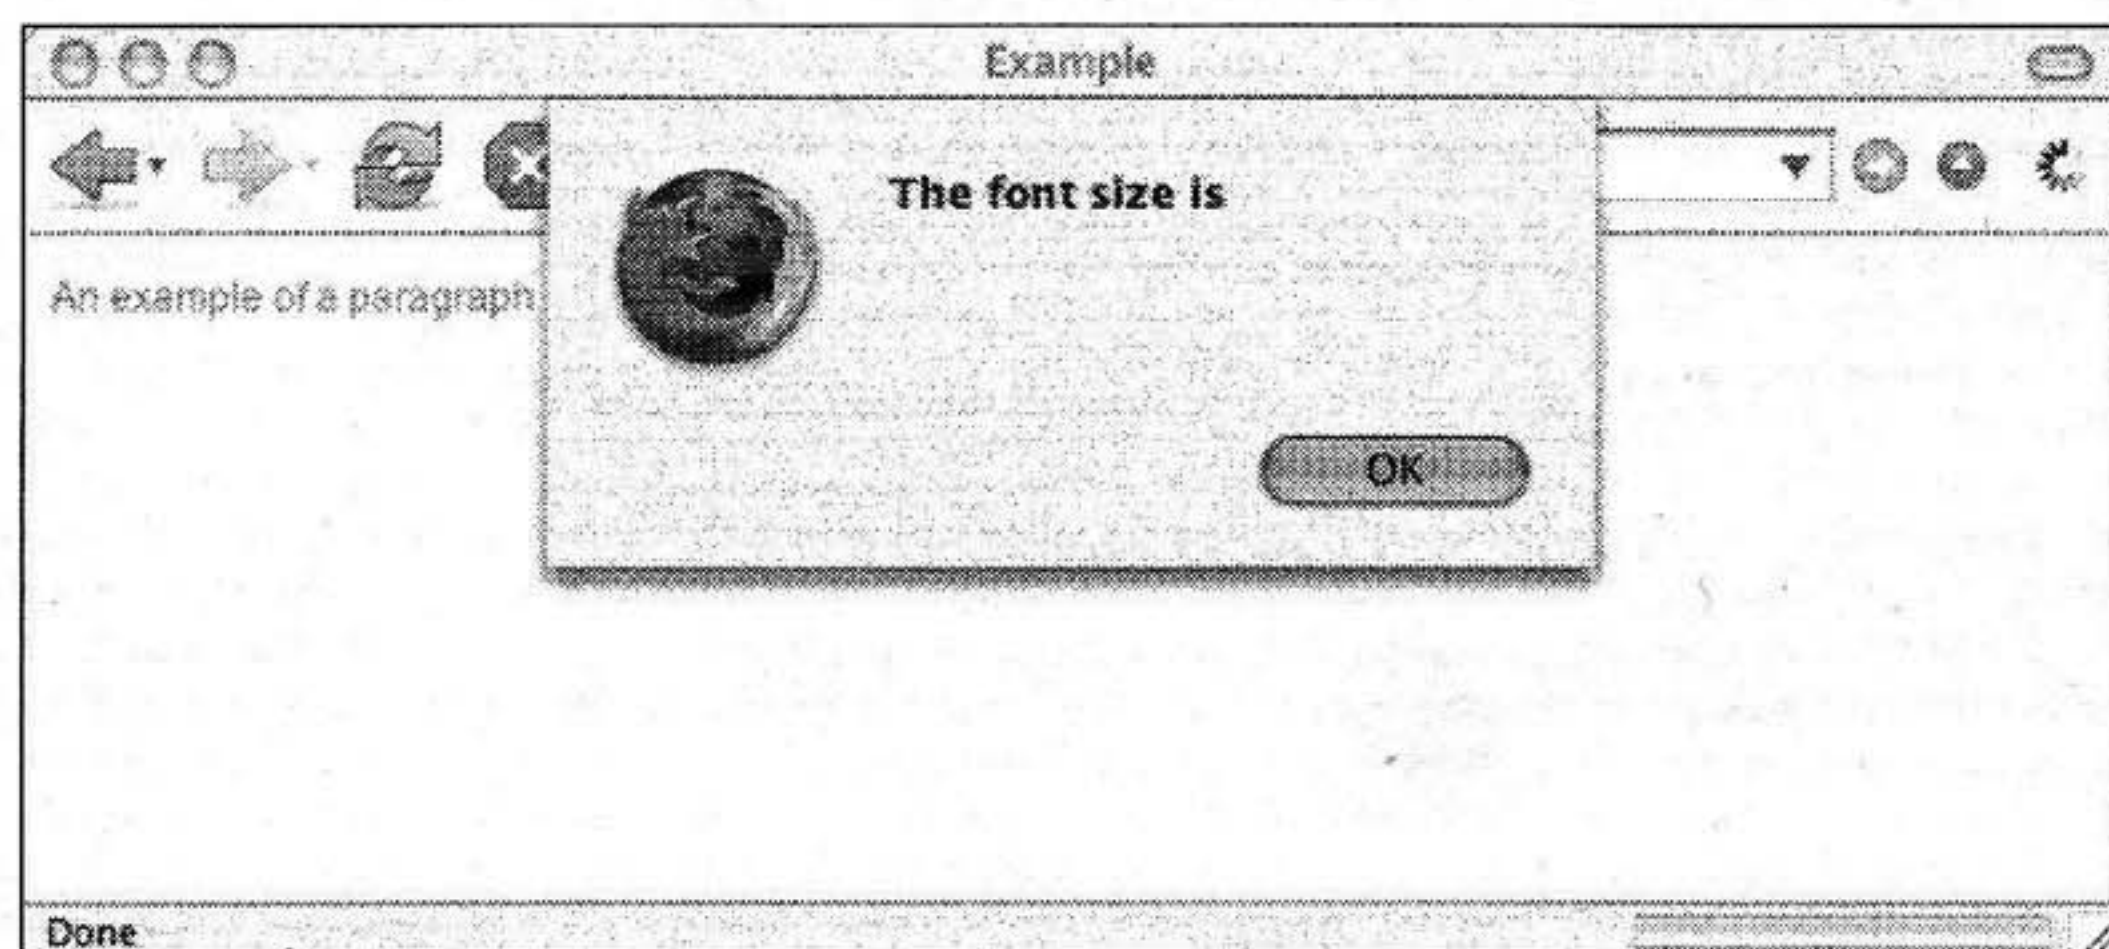 Example
The font size is
An example of a paragraph
OK
Done